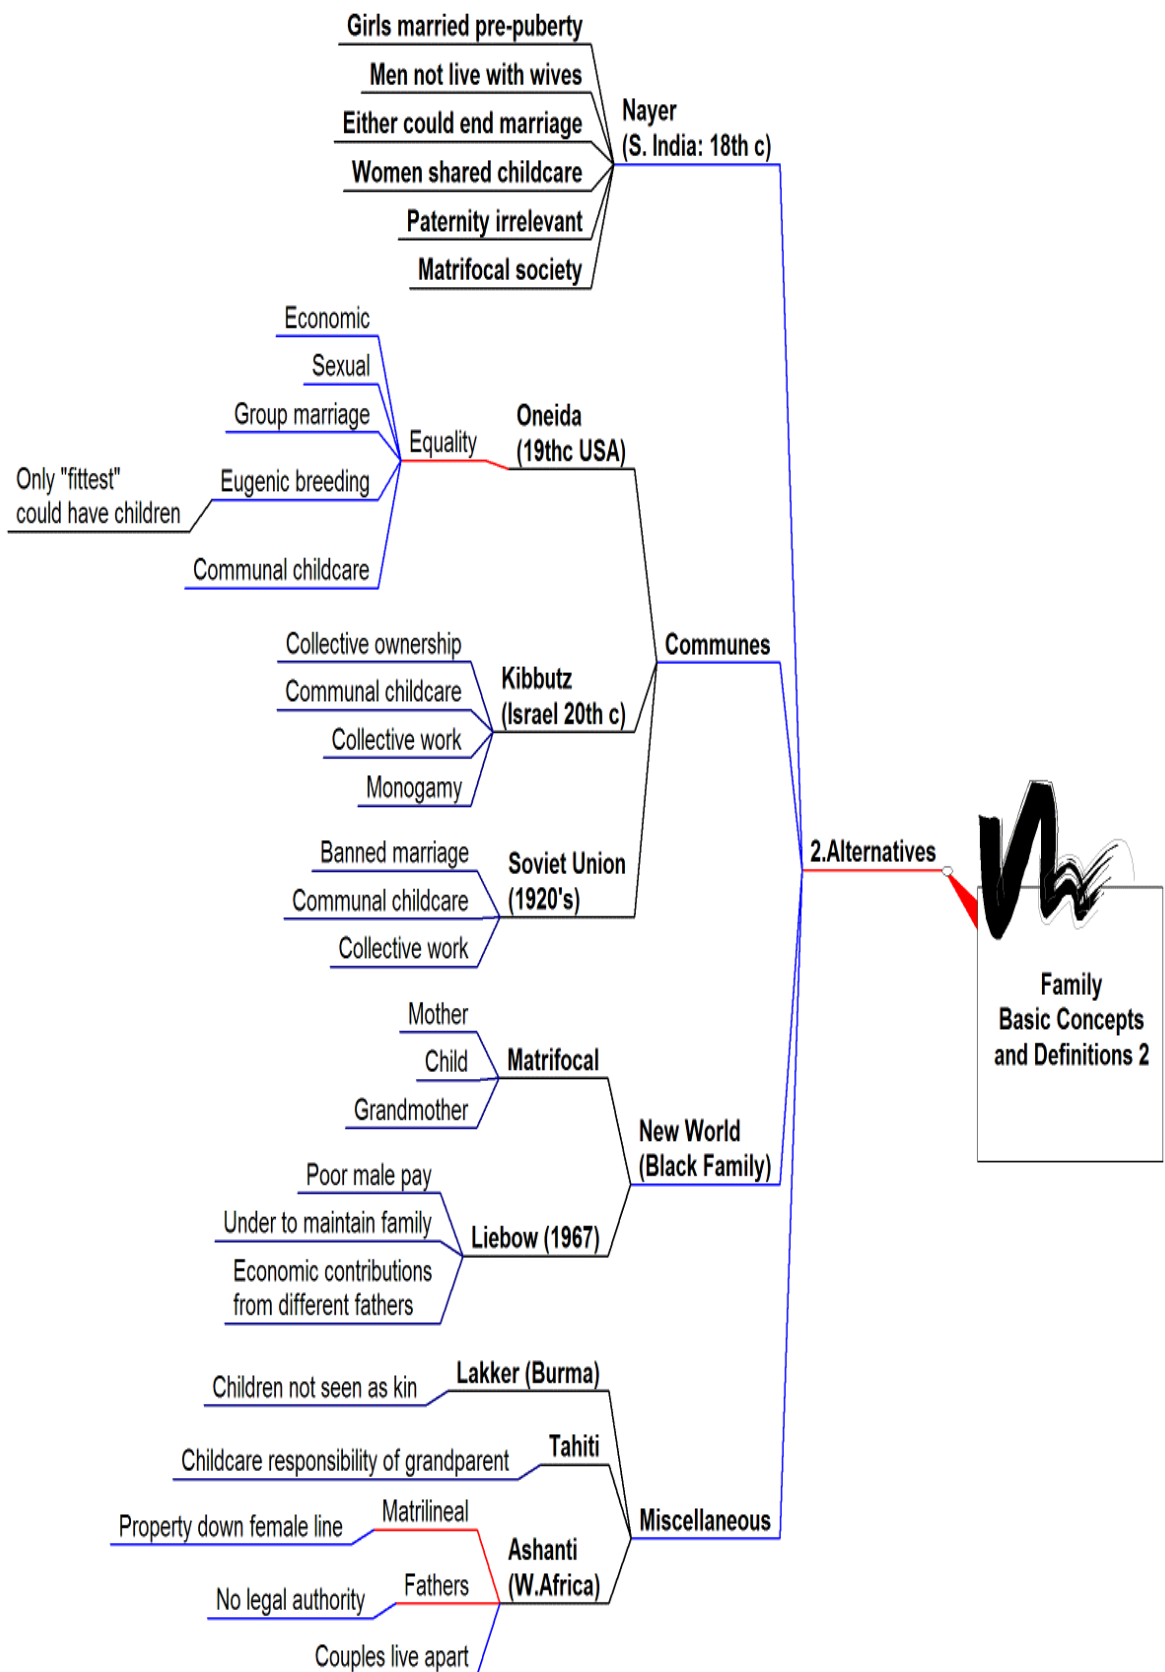 Girls married pre-puberty
Men not live with wives
Either could end marriage
Women shared childcare
Paternity irrelevant
Matrifocal society
Nayer
(S. India: 18th c)
Economic
Sexual
Group marriage
Eugenic breeding
Only "fittest"
could have children
Communal childcare
Equality
Oneida
(19thc USA)
Collective ownership
Communal childcare
Collective work
Monogamy
Kibbutz
(Israel 20th c)
Banned marriage
Communal childcare
Collective work
Soviet Union
(1920's)
Communes
Mother
Child
Grandmother
Matrifocal
Poor male pay
Under to maintain family
Economic contributions
from different fathers
Liebow (1967)
New World
(Black Family)
Children not seen as kin
Lakker (Burma)
Childcare responsibility of grandparent
Tahiti
Property down female line
Matrilineal
No legal authority
Fathers
Couples live apart
Ashanti
(W.Africa)
Miscellaneous
2.Alternatives
Family
Basic Concepts
and Definitions 2